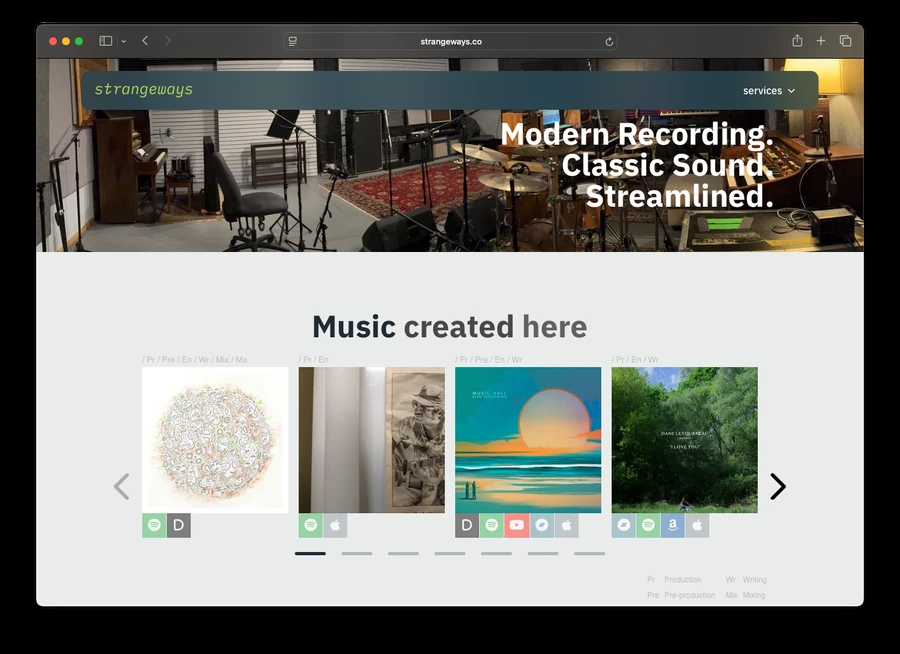 strangeways.co
strangeways
services
Modern Recording.
Classic Sound.
Streamlined.
Music created here
/ Pr / Pre / En / Wr / Mix / Ma
/ Pr / En
/ Pr / Pre / En / Wr
/ Pr / En / Wr
MUSIC HALL
DANE LETOURNEAU
"I LOVE YOU"
D
D
a
Pr Production Wr Writing
Pre Pre-production Mix Mixing